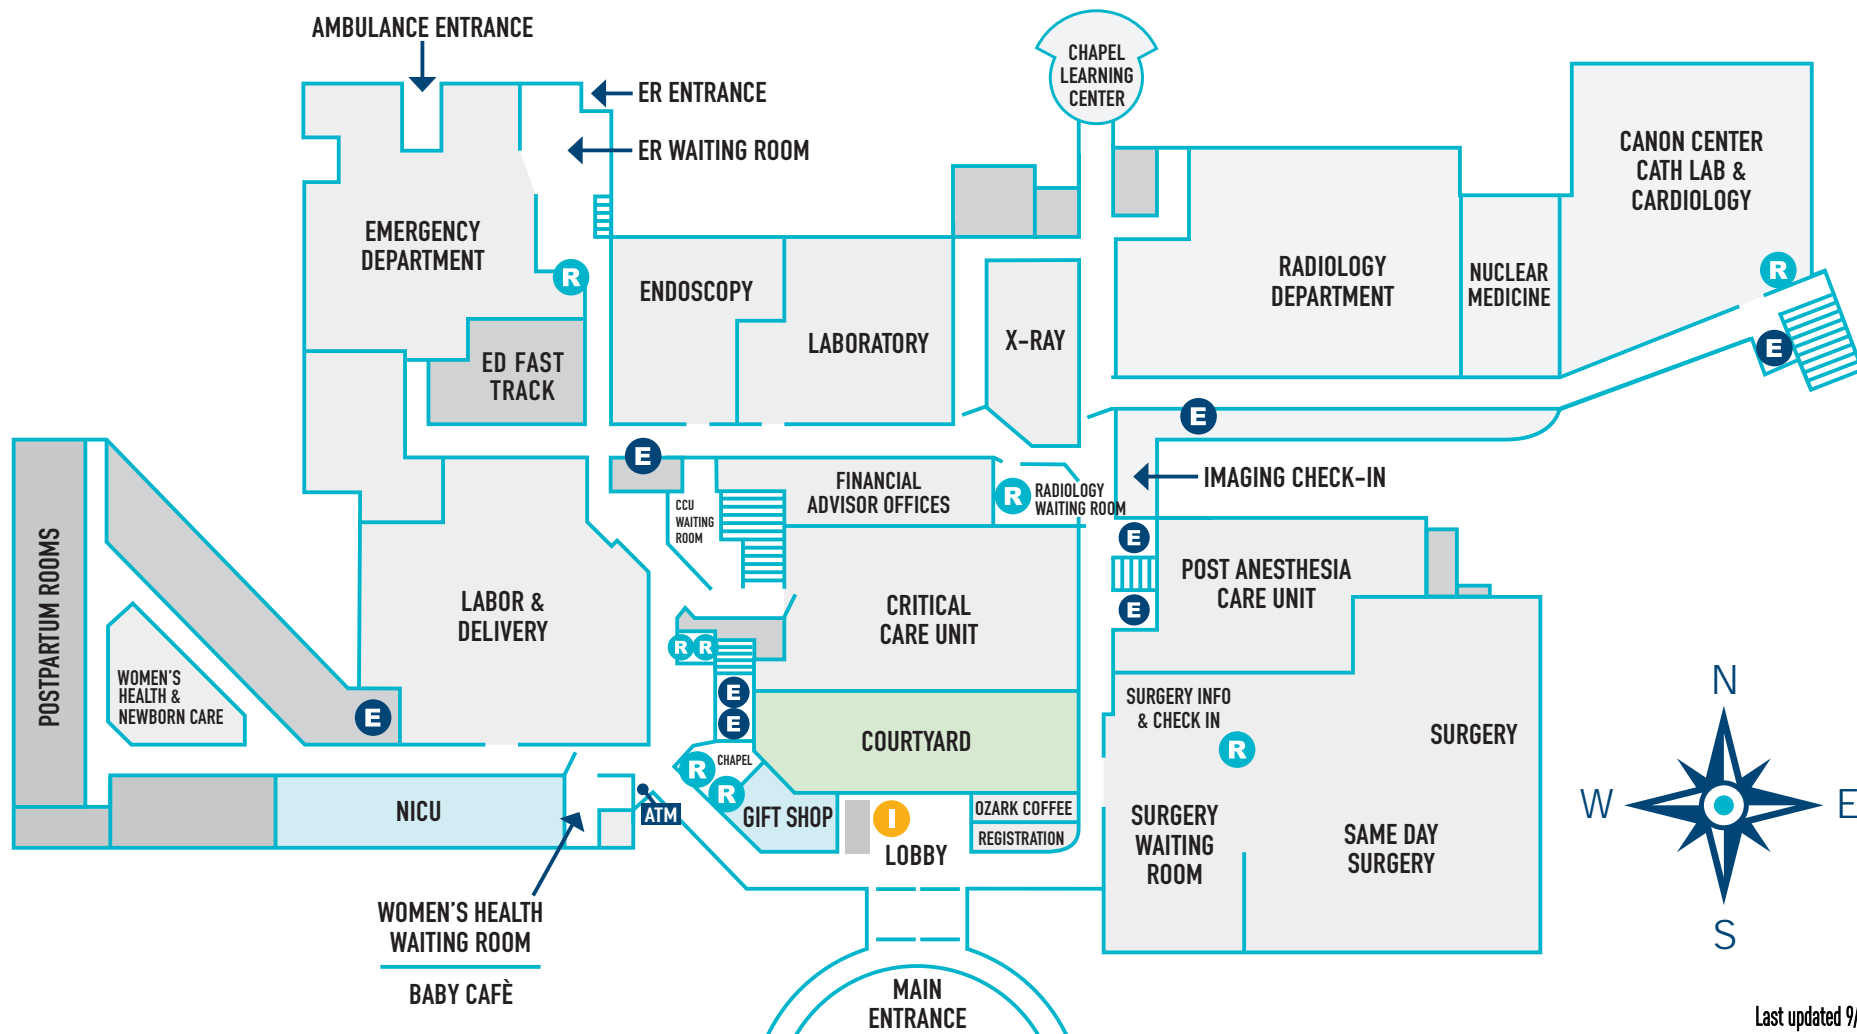 AMBULANCE ENTRANCE
ER ENTRANCE
ER WAITING ROOM
CHAPEL
LEARNING
CENTER
CANON CENTER
CATH LAB &
CARDIOLOGY
EMERGENCY
DEPARTMENT
R
ENDOSCOPY
LABORATORY
X-RAY
RADIOLOGY
DEPARTMENT
NUCLEAR
MEDICINE
R
E
ED FAST
TRACK
E
E
FINANCIAL
ADVISOR OFFICES
R
RADIOLOGY
WAITING ROOM
IMAGING CHECK-IN
CCU
WAITING
ROOM
E
E
POST ANESTHESIA
CARE UNIT
POSTPARTUM ROOMS
LABOR &
DELIVERY
CRITICAL
CARE UNIT
R R
WOMEN'S
HEALTH &
NEWBORN CARE
E
E
E
SURGERY INFO
& CHECK IN
R
SURGERY
COURTYARD
CHAPEL
R
R
NICU
ATM
GIFT SHOP
I
LOBBY
OZARK COFFEE
REGISTRATION
SURGERY
WAITING
ROOM
SAME DAY
SURGERY
N
W
E
S
WOMEN'S HEALTH
WAITING ROOM
BABY CAFÈ
MAIN
ENTRANCE
Last updated 9/